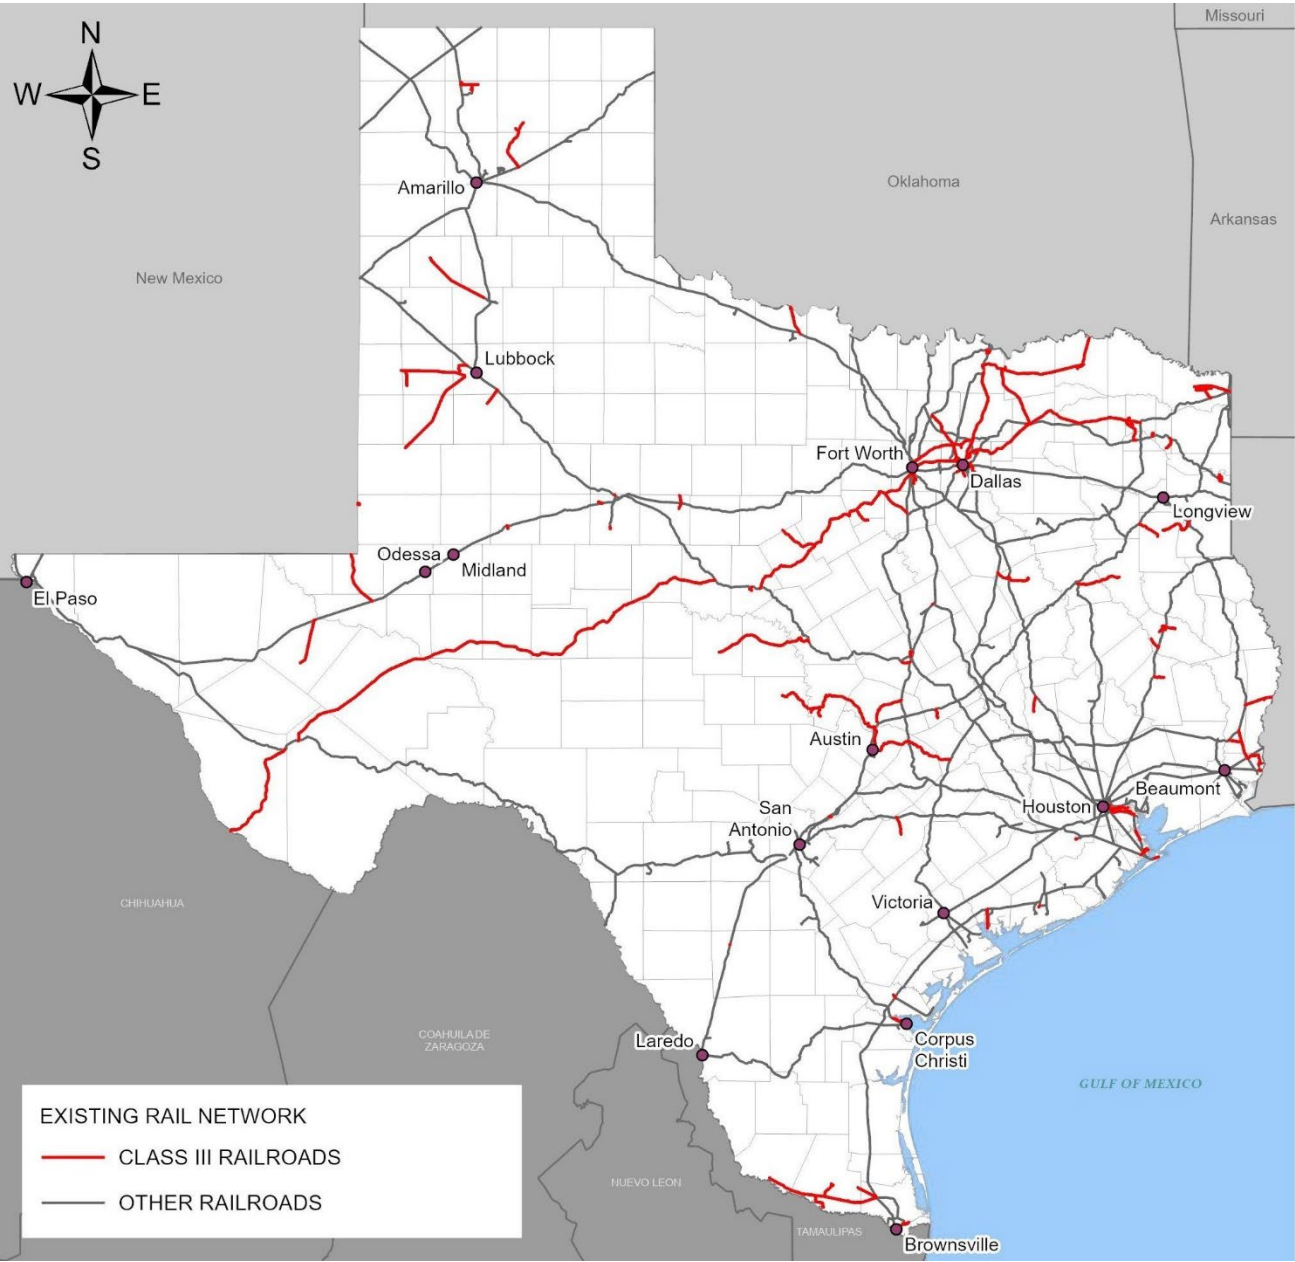 Missouri
N
W
E
S
Oklahoma
Amarillo
Arkansas
New Mexico
Lubbock
Fort Worth
Dallas
Longview
Odessa
Midland
El Paso
Austin
Beaumont
Houston
San
Antonio
Victoria
CHIHUAHUA
COAHUILA DE
ZARAGOZA
Laredo
Corpus
Christi
GULF OF MEXICO
EXISTING RAIL NETWORK
CLASS III RAILROADS
OTHER RAILROADS
NUEVO LEON
TAMAULIPAS
Brownsville